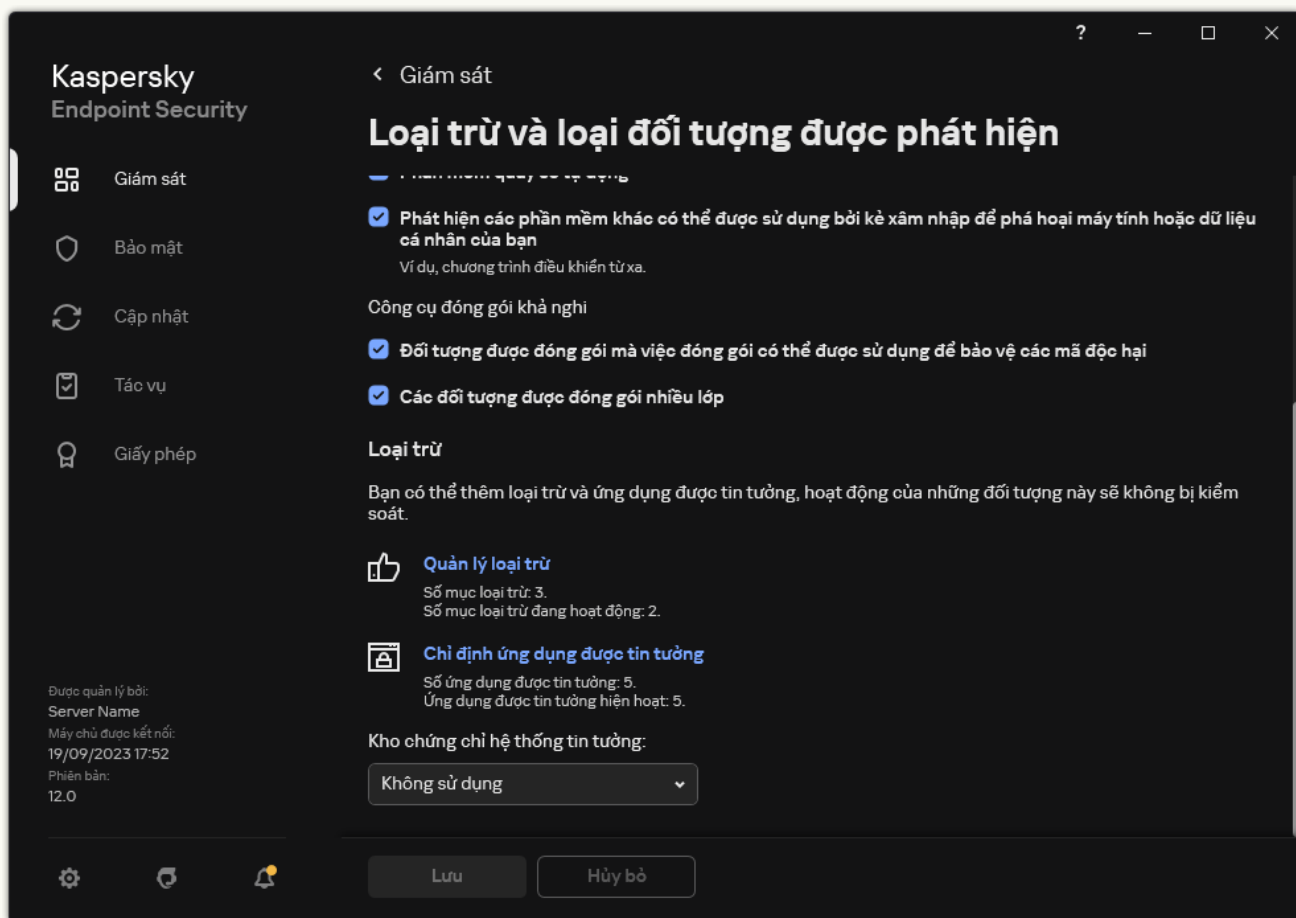 ?
Kaspersky
Endpoint Security
Giám sát
Bảo mật
Cập nhật
Tác vụ
Giấy phép
Được quản lý bởi:
Server Name
Máy chủ được kết nối:
19/09/2023 17:52
Phiên bản:
12.0
Giám sát
Loại trừ và loại đối tượng được phát hiện
Phần mềm quay số tự động
Phát hiện các phần mềm khác có thể được sử dụng bởi kẻ xâm nhập để phá hoại máy tính hoặc dữ liệu
cá nhân của bạn
Ví dụ, chương trình điều khiển từ xa.
Công cụ đóng gói khả nghi
Đối tượng được đóng gói mà việc đóng gói có thể được sử dụng để bảo vệ các mã độc hại
Các đối tượng được đóng gói nhiều lớp
Loại trừ
Bạn có thể thêm loại trừ và ứng dụng được tin tưởng, hoạt động của những đối tượng này sẽ không bị kiểm
soát.
Quản lý loại trừ
Số mục loại trừ: 3.
Số mục loại trừ đang hoạt động: 2.
Chỉ định ứng dụng được tin tưởng
Số ứng dụng được tin tưởng: 5.
Ứng dụng được tin tưởng hiện hoạt: 5.
Kho chứng chỉ hệ thống tin tưởng:
Không sử dụng
Lưu
Hủy bỏ